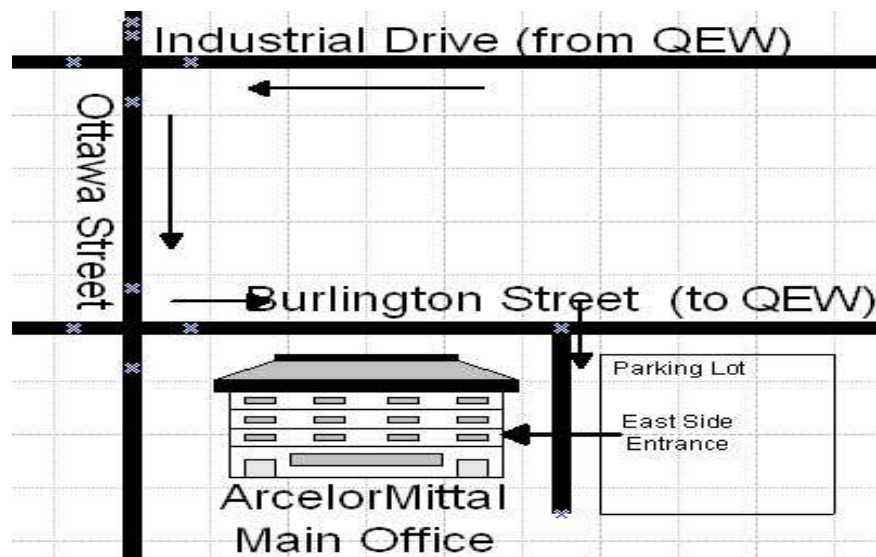 Industrial Drive (from QEW)
Ottawa Street
Burlington Street (to QEW)
Parking Lot
East Side
Entrance
ArcelorMittal
Main Office